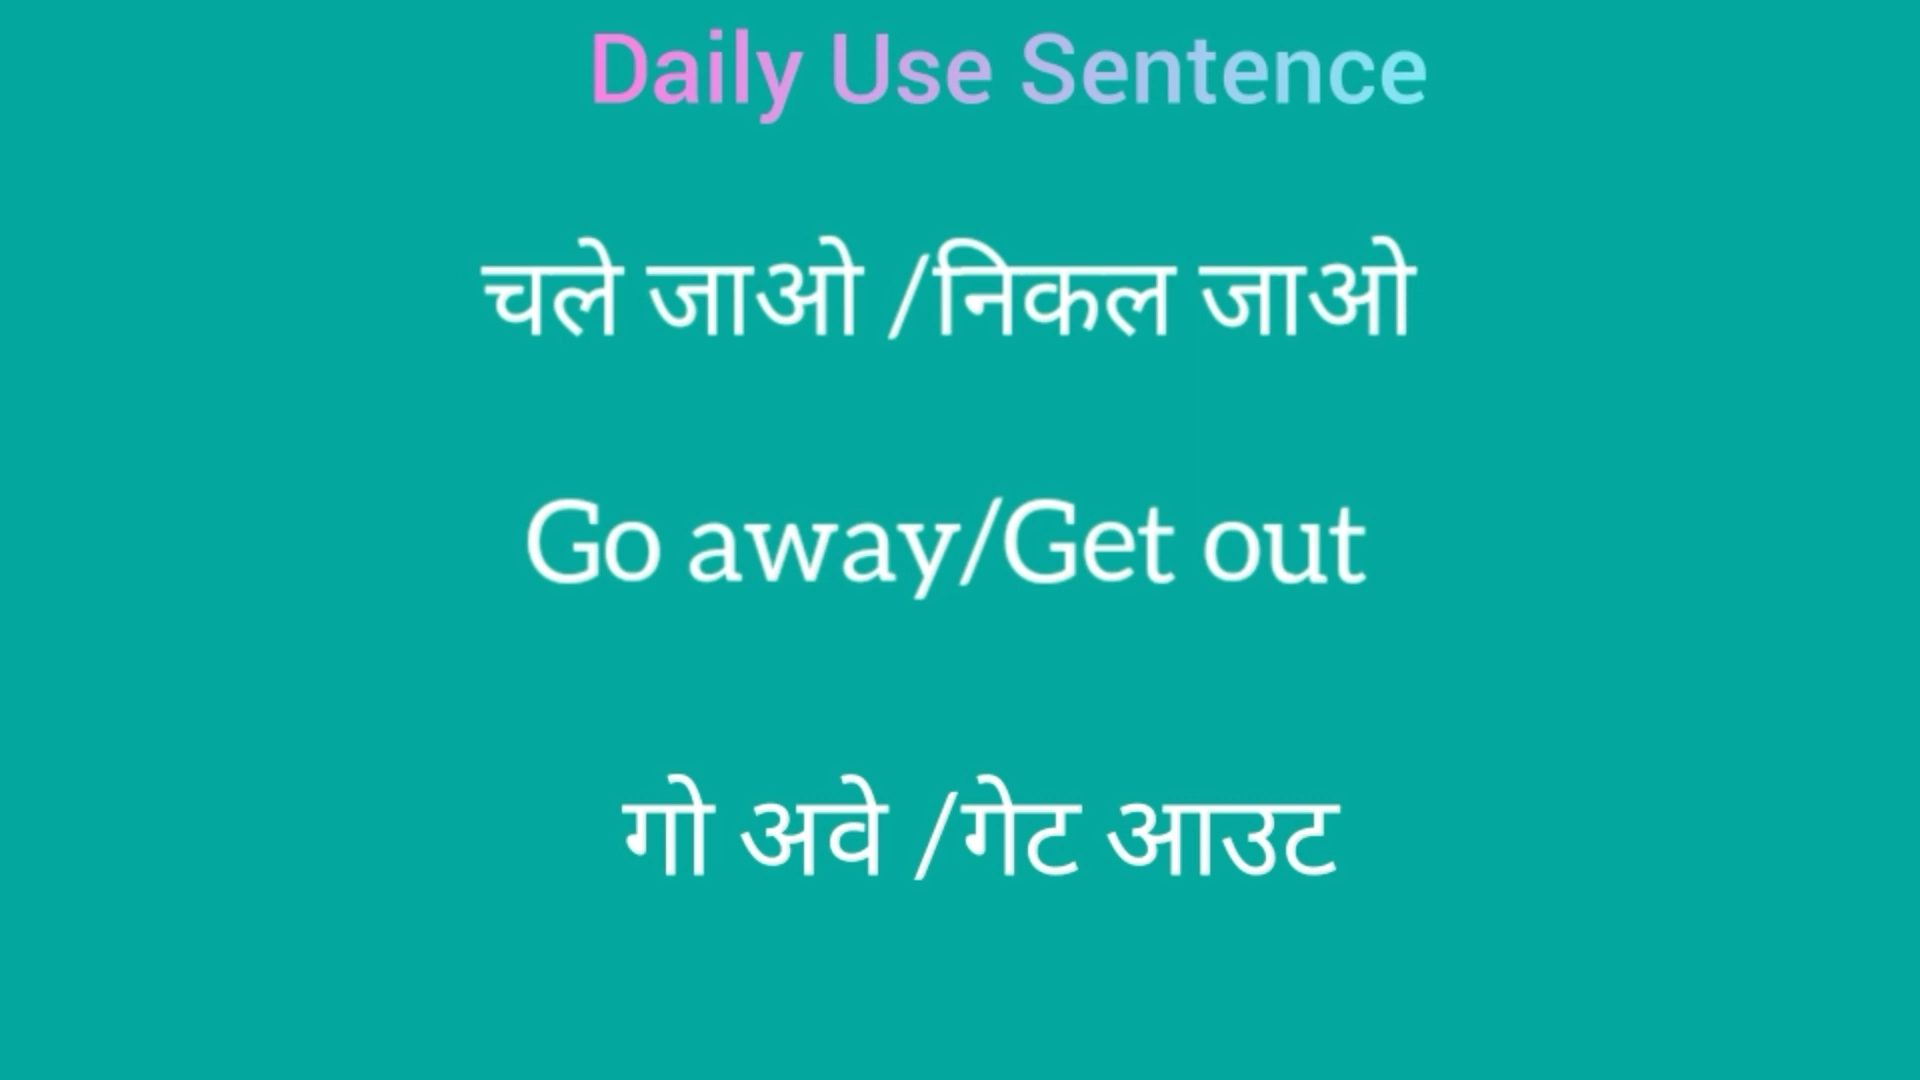 Daily Use Sentence
चले जाओ /निकल जाओ
Go away/Get out
गो अवे /गेट आउट